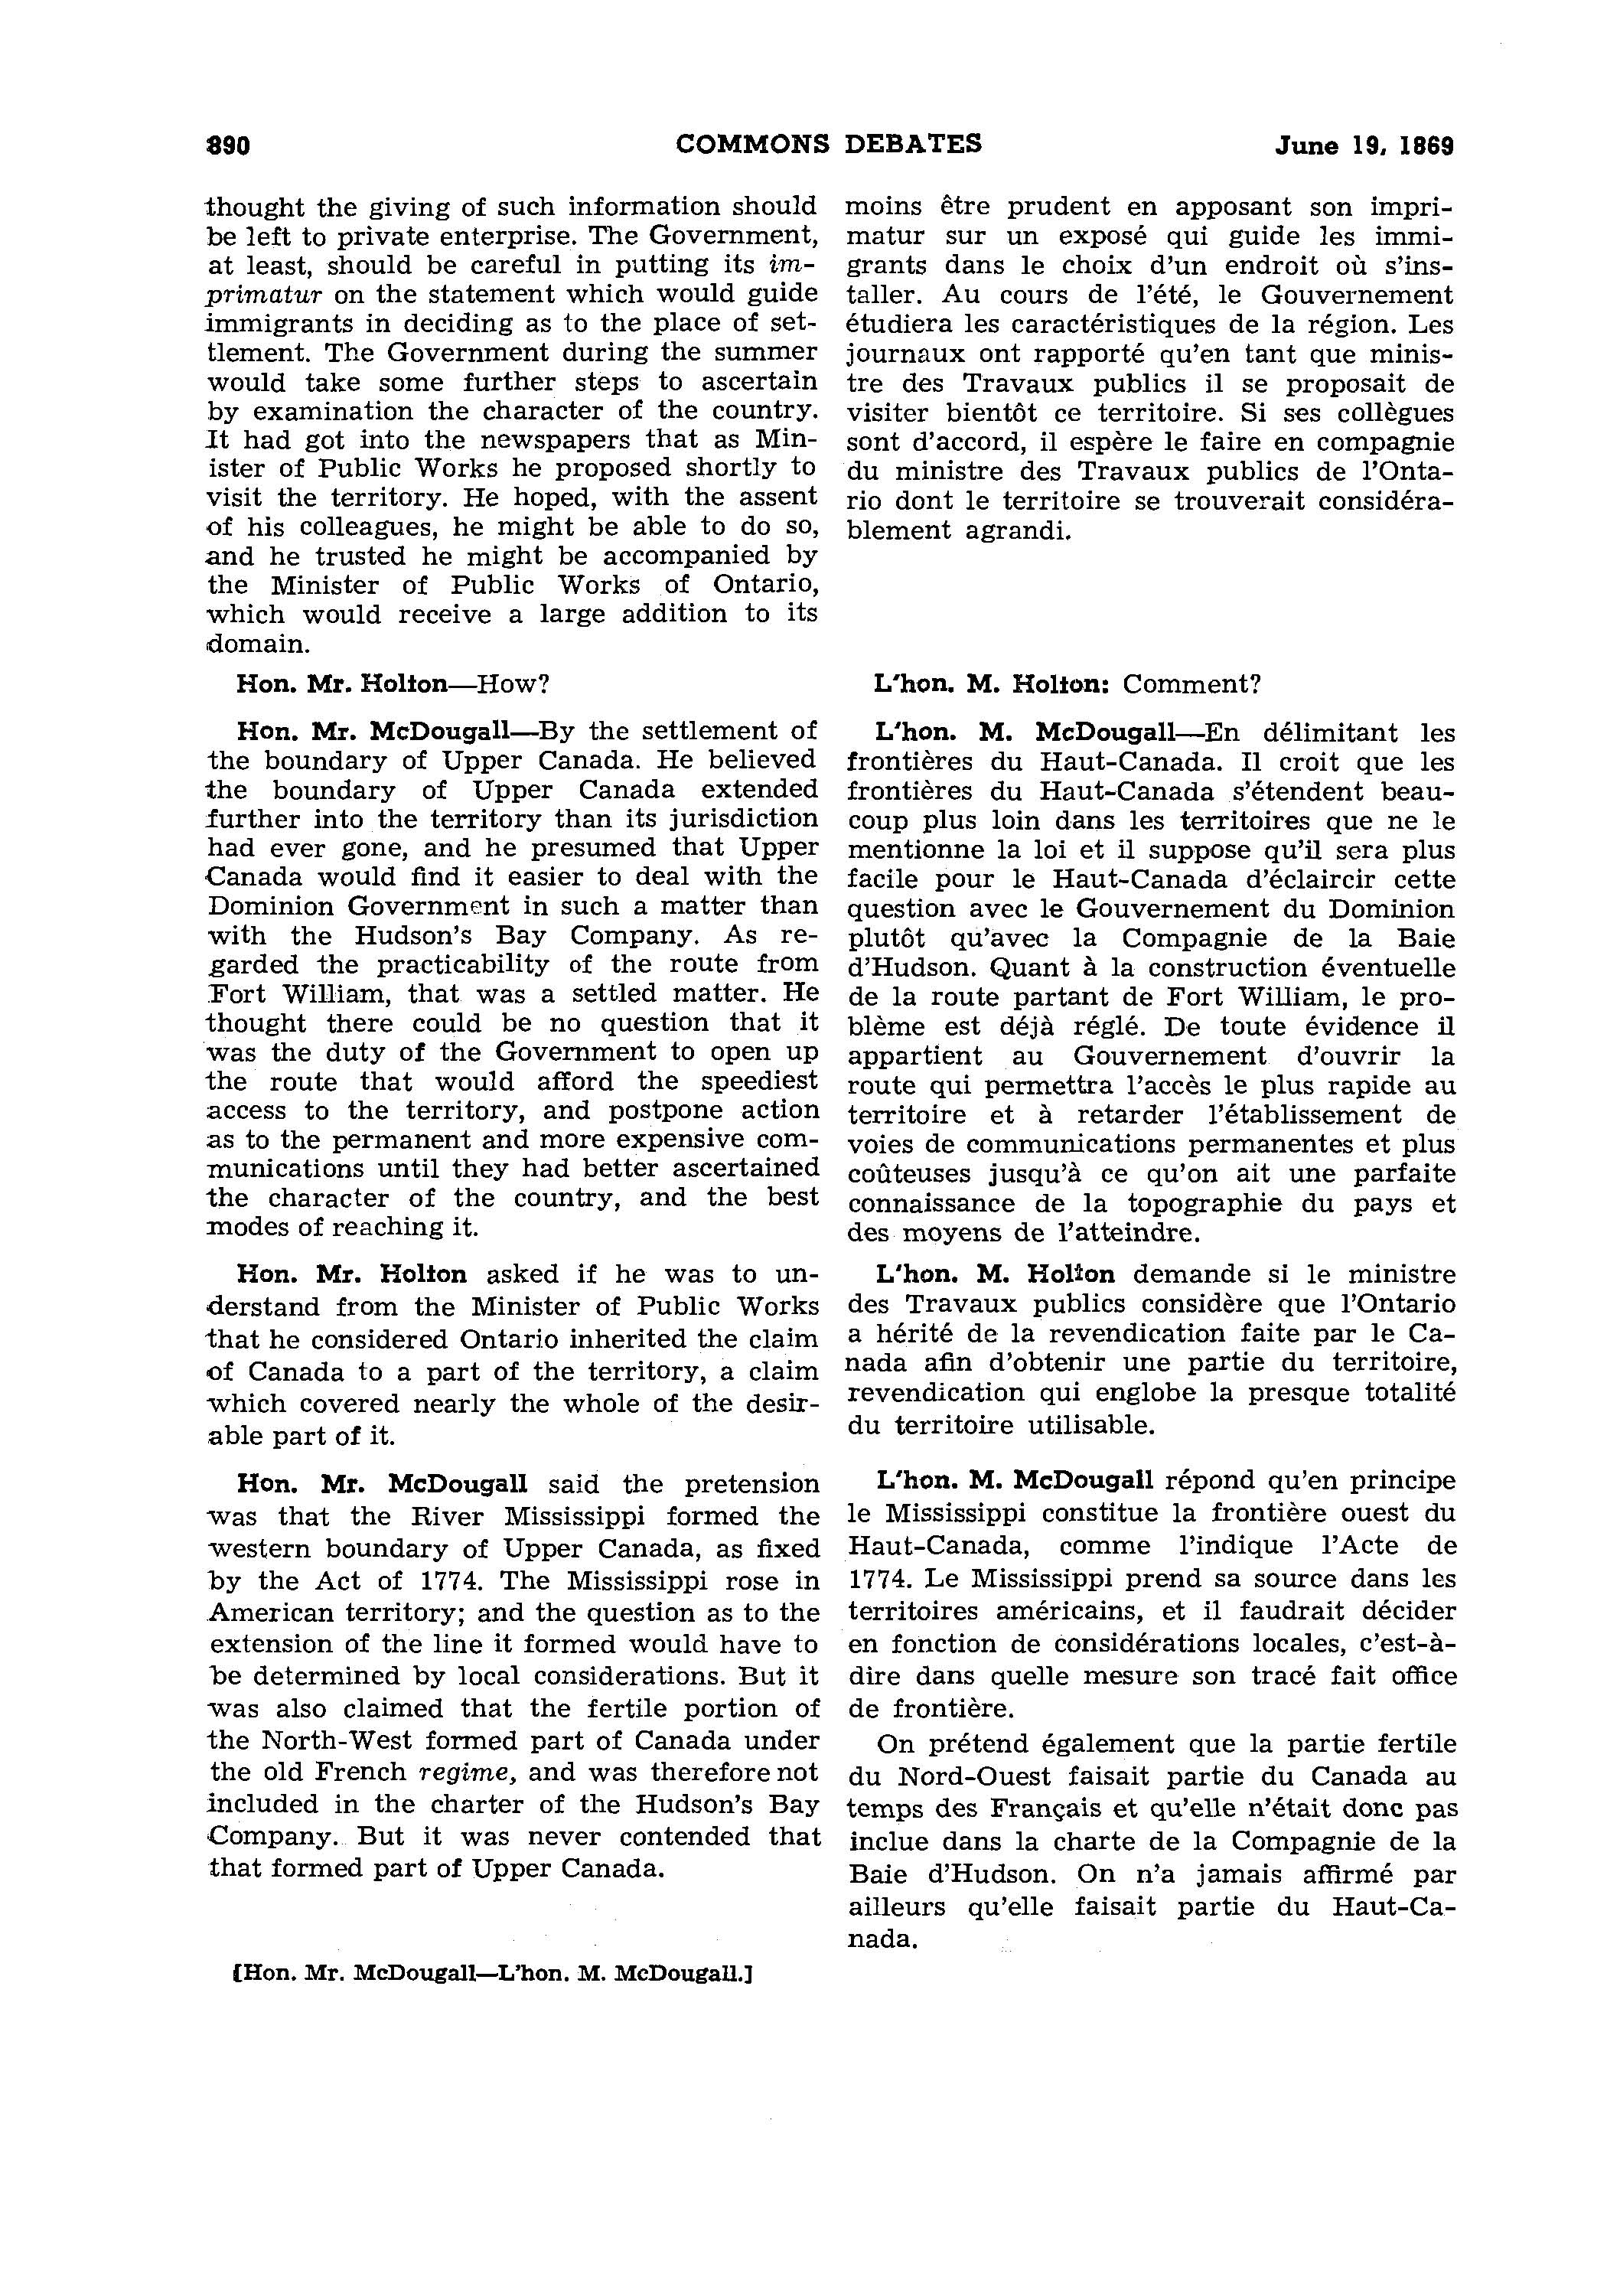 890 COMMONS DEBATES June 19, 1869
thought the giving of such information should
be left to private enterprise. The Government,
at least, should be careful in putting its im-
primatur on the statement which would guide
immigrants in deciding as to the place of set-
tlement. The Government during the summer
would take some further steps to ascertain
by examination the character of the country.
It had got into the newspapers that as Min-
ister of Public Works he proposed shortly to
visit the territory. He hoped, with the assent
of his colleagues, he might be able to do so,
and he trusted he might be accompanied by
the Minister of Public Works of Ontario,
which would receive a large addition to its
domain.
Hon. Mr. Holton—How?
Hon. Mr. McDougall—By the settlement of
the boundary of Upper Canada. He believed
the boundary of Upper Canada extended
further into the territory than its jurisdiction
had ever gone, and he presumed that Upper
Canada would find it easier to deal with the
Dominion Government in such a matter than
with the Hudson's Bay Company. As re-
garded the practicability of the route from
Fort William, that was a settled matter. He
thought there could be no question that it
was the duty of the Government to open up
the route that would afford the speediest
access to the territory, and postpone action
as to the permanent and more expensive com-
munications until they had better ascertained
the character of the country, and the best
modes of reaching it.
Hon. Mr. Holton asked if he was to un-
derstand from the Minister of Public Works
that he considered Ontario inherited the claim
of Canada to a part of the territory, a claim
which covered nearly the whole of the desir-
able part of it.
Hon. Mr. McDougall said the pretension
was that the River Mississippi formed the
western boundary of Upper Canada, as fixed
by the Act of 1774. The Mississippi rose in
American territory; and the question as to the
extension of the line it formed would have to
be determined by local considerations. But it
was also claimed that the fertile portion of
the North-West formed part of Canada under
the old French regime, and was therefore not
included in the charter of the Hudson's Bay
Company. But it was never contended that
that formed part of Upper Canada.
moins être prudent en apposant son impri-
matur sur un exposé qui guide les immi-
grants dans le choix d'un endroit où s'ins-
taller. Au cours de l'été, le Gouvernement
étudiera les caractéristiques de la région. Les
journaux ont rapporté qu'en tant que minis-
tre des Travaux publics il se proposait de
visiter bientôt ce territoire. Si ses collègues
sont d'accord, il espère le faire en compagnie
du ministre des Travaux publics de l'Onta-
rio dont le territoire se trouverait considéra-
blement agrandi.
L'hon. M. Holton: Comment?
L'hon. M. McDougall—En délimitant les
frontières du Haut-Canada. Il croit que les
frontières du Haut-Canada s'étendent beau-
coup plus loin dans les territoires que ne le
mentionne la loi et il suppose qu'il sera plus
facile pour le Haut-Canada d'éclaircir cette
question avec le Gouvernement du Dominion
plutôt qu'avec la Compagnie de la Baie
d'Hudson. Quant à la construction éventuelle
de la route partant de Fort William, le pro-
blème est déjà réglé. De toute évidence il
appartient au Gouvernement d'ouvrir la
route qui permettra l'accès le plus rapide au
territoire et à retarder l'établissement de
voies de communications permanentes et plus
coûteuses jusqu'à ce qu'on ait une parfaite
connaissance de la topographie du pays et
des moyens de l'atteindre.
L'hon. M. Holton demande si le ministre
des Travaux publics considère que l'Ontario
a hérité de la revendication faite par le Ca-
nada afin d'obtenir une partie du territoire,
revendication qui englobe la presque totalité
du territoire utilisable.
L'hon. M. McDougall répond qu'en principe
le Mississippi constitue la frontière ouest du
Haut-Canada, comme l'indique l'Acte de
1774. Le Mississippi prend sa source dans les
territoires américains, et il faudrait décider
en fonction de considérations locales, c'est-à-
dire dans quelle mesure son tracé fait office
de frontière.
On prétend également que la partie fertile
du Nord-Ouest faisait partie du Canada au
temps des Français et qu'elle n'était donc pas
inclue dans la charte de la Compagnie de la
Baie d'Hudson. On n'a jamais affirmé par
ailleurs qu'elle faisait partie du Haut-Ca-
nada.
[Hon. Mr. McDougall—L'hon. M. McDougall.]